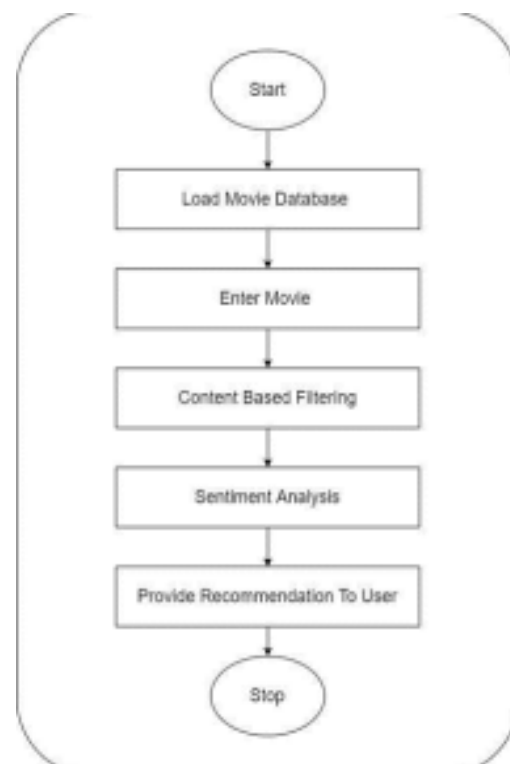 Start
Load Movie Database
Enter Movie
Content Based Filtering
Sentiment Analysis
Provide Recommendation To User
Stop